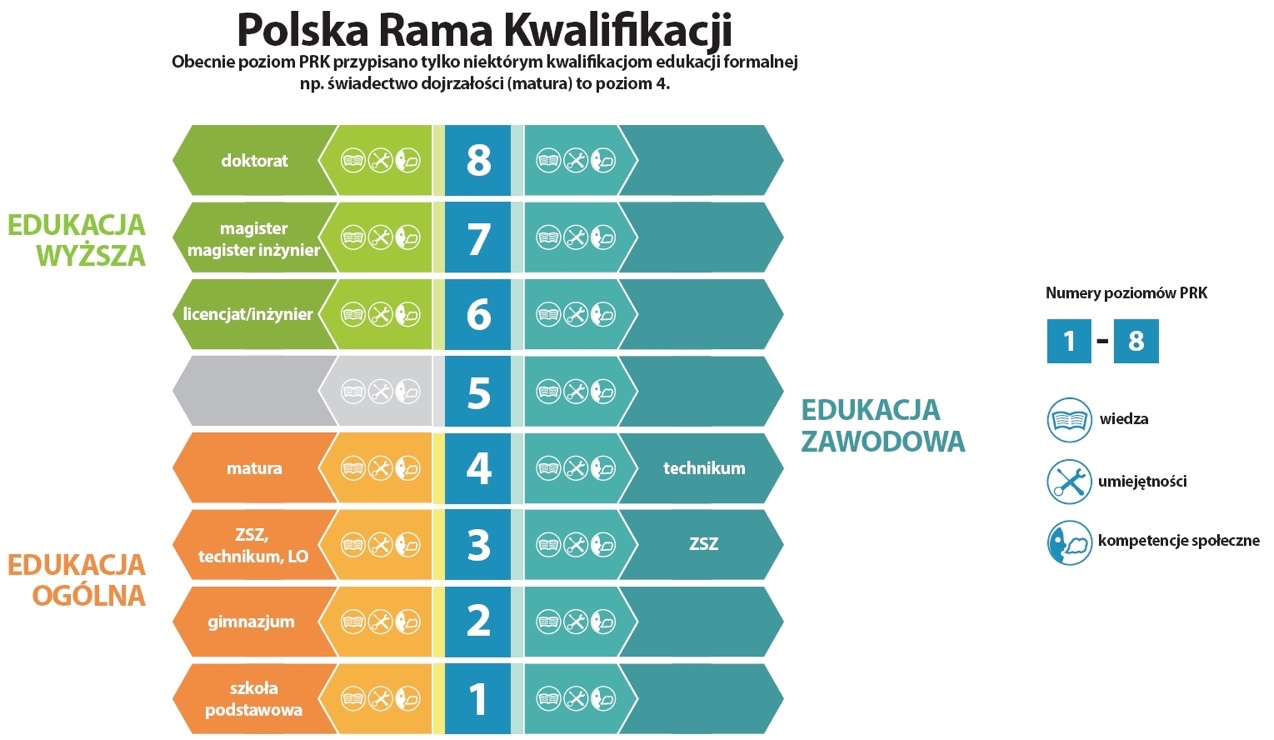 Polska Rama Kwalifikacji
Obecnie poziom PRK przypisano tylko niektórym kwalifikacjom edukacji formalnej
np. świadectwo dojrzałości (matura) to poziom 4.
EDUKACJA
WYŻSZA
doktorat
8
magister
magister inżynier
7
licencjat/inżynier
6
5
EDUKACJA
ZAWODOWA
matura
4
technikum
EDUKACJA
OGÓLNA
ZSZ,
technikum, LO
3
ZSZ
gimnazjum
2
szkoła
podstawowa
1
Numery poziomów PRK
1 - 8
wiedza
umiejętności
kompetencje społeczne